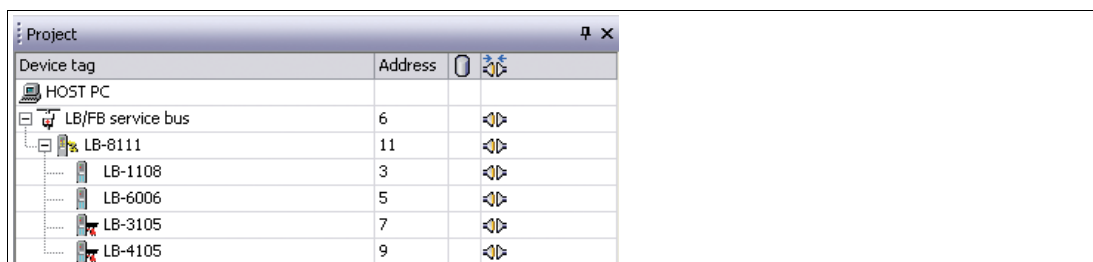 Project
Device tag Address
HOST PC
LB/FB service bus 6
LB-8111 11
LB-1108 3
LB-6006 5
LB-3105 7
LB-4105 9